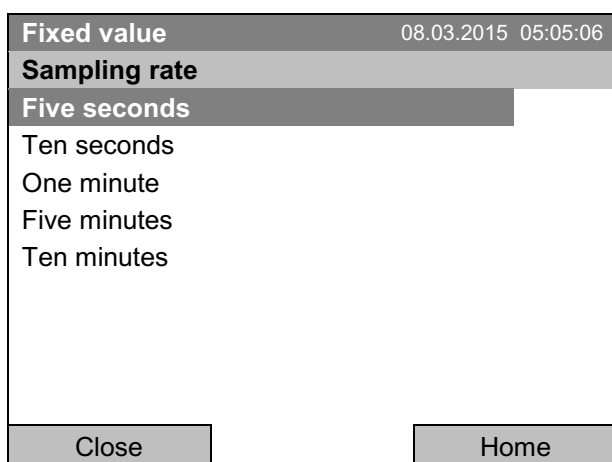 Fixed value 08.03.2015 05:05:06
Sampling rate
Five seconds
Ten seconds
One minute
Five minutes
Ten minutes
Close Home